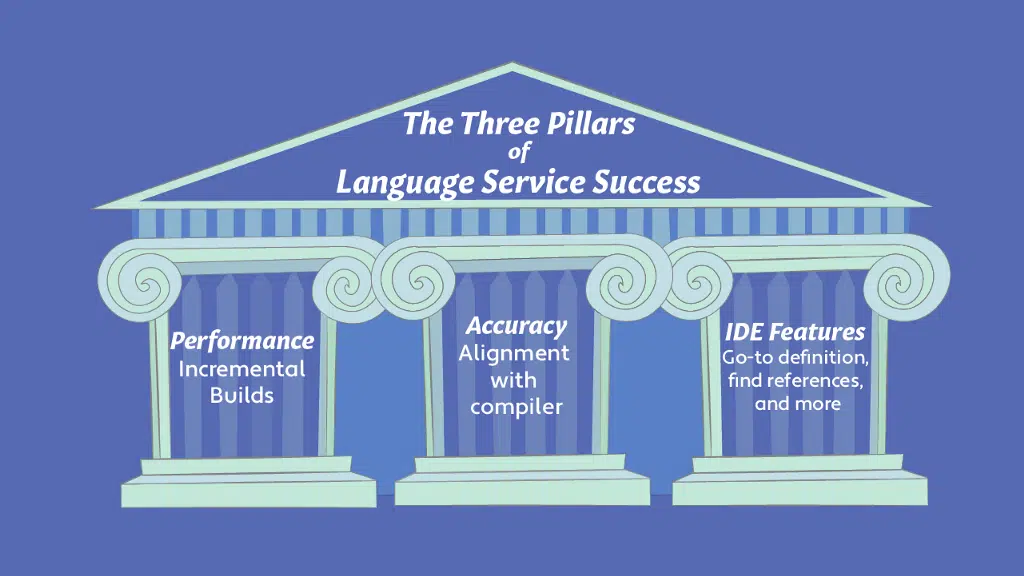 The Three Pillars
of
Language Service Success
Performance
Incremental
Builds
Accuracy
Alignment
with
compiler
IDE Features
Go-to definition,
find references,
and more